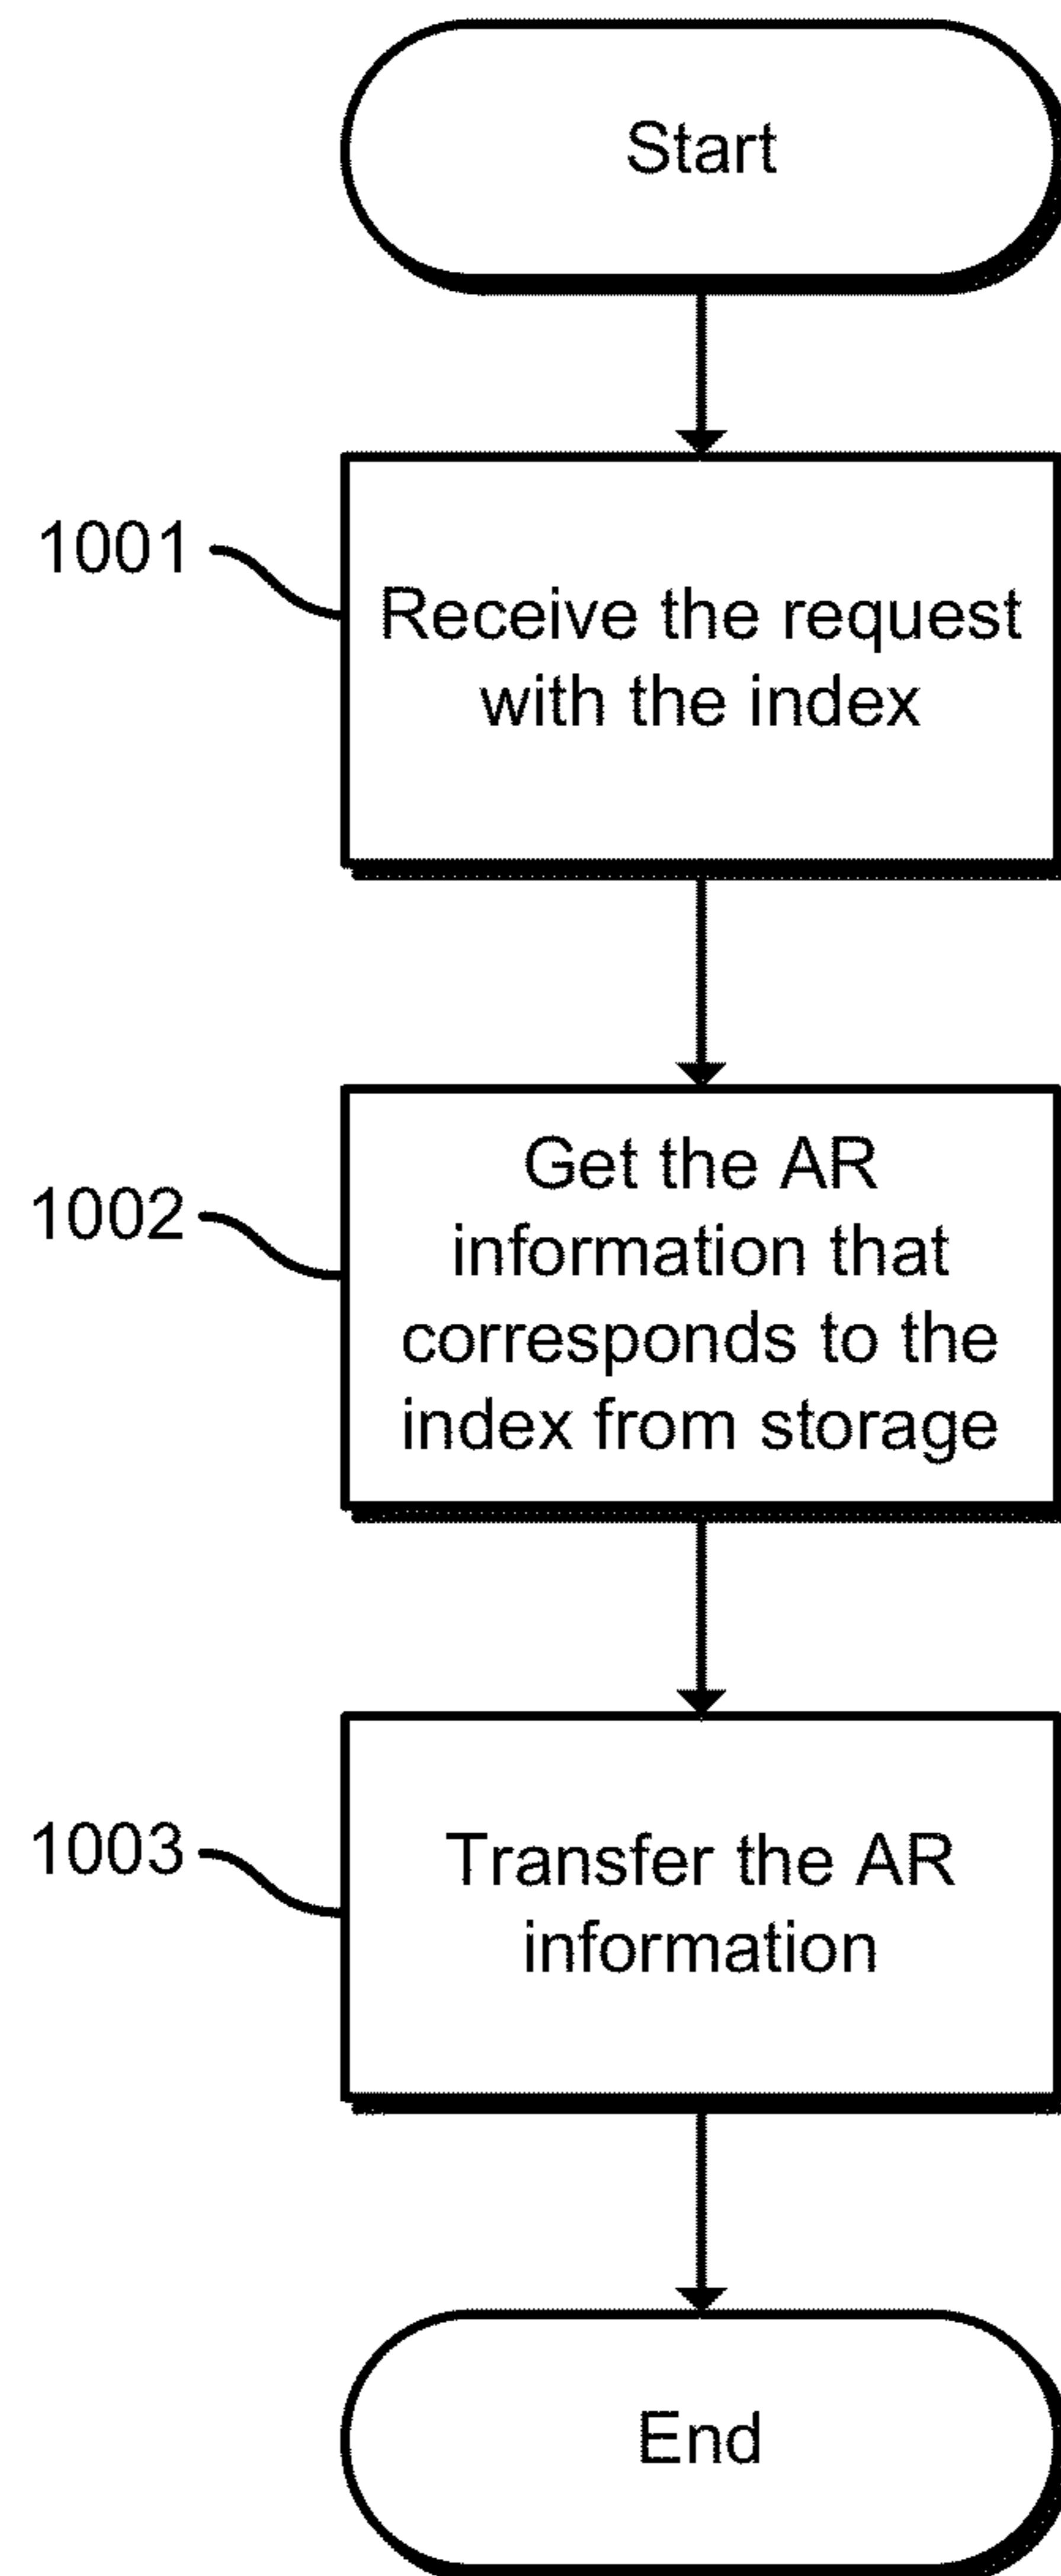 Start
1001
Receive the request
with the index
1002
Get the AR
information that
corresponds to the
index from storage
1003
Transfer the AR
information
End